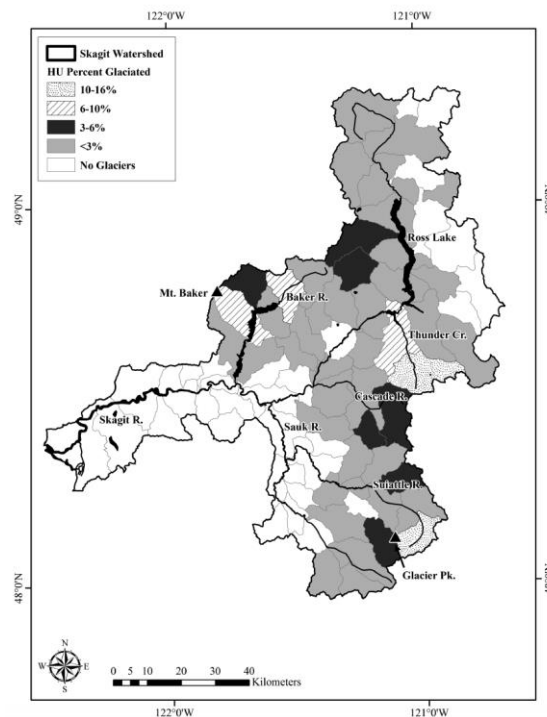 122°0'W
121°0'W
Skagit Watershed
HU Percent Glaciated
10-16%
6-10%
3-6%
<3%
No Glaciers
49°0'N
Ross Lake
Mt. Baker
Baker R.
Thunder Cr.
Cascade R.
Skagit R.
Sauk R.
Suiattle R.
Glacier Pk.
48°0'N
N
W
E
S
0
5
10
20
30
40
Kilometers
122°0'W
121°0'W